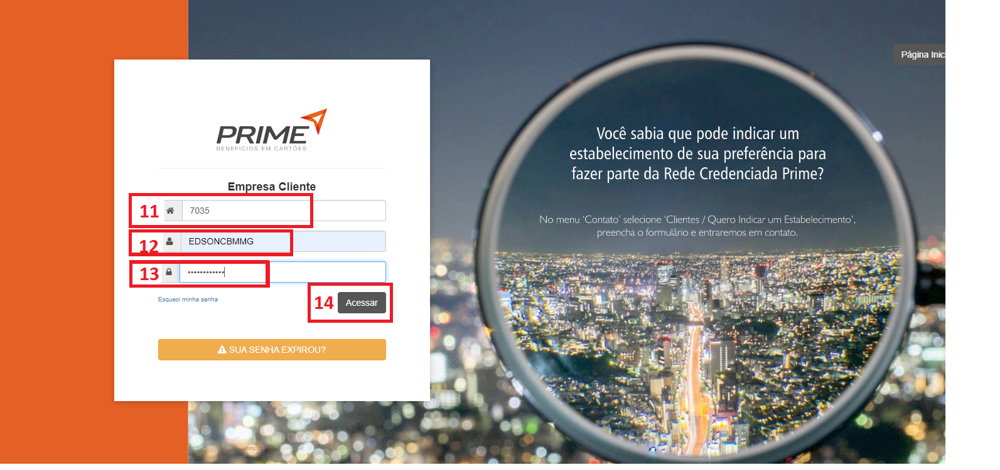 Página Inic
PRIME
BENEFÍCIOS EM CARTÕES
Empresa Cliente
11 7035
12 EDSONCBMMG
13 ••••••••••••
Esqueci minha senha
14 Acessar
SUA SENHA EXPIROU?
Você sabia que pode indicar um
estabelecimento de sua preferência para
fazer parte da Rede Credenciada Prime?
No menu ‘Contato’ selecione ‘Clientes / Quero Indicar um Estabelecimento’,
preencha o formulário e entraremos em contato.